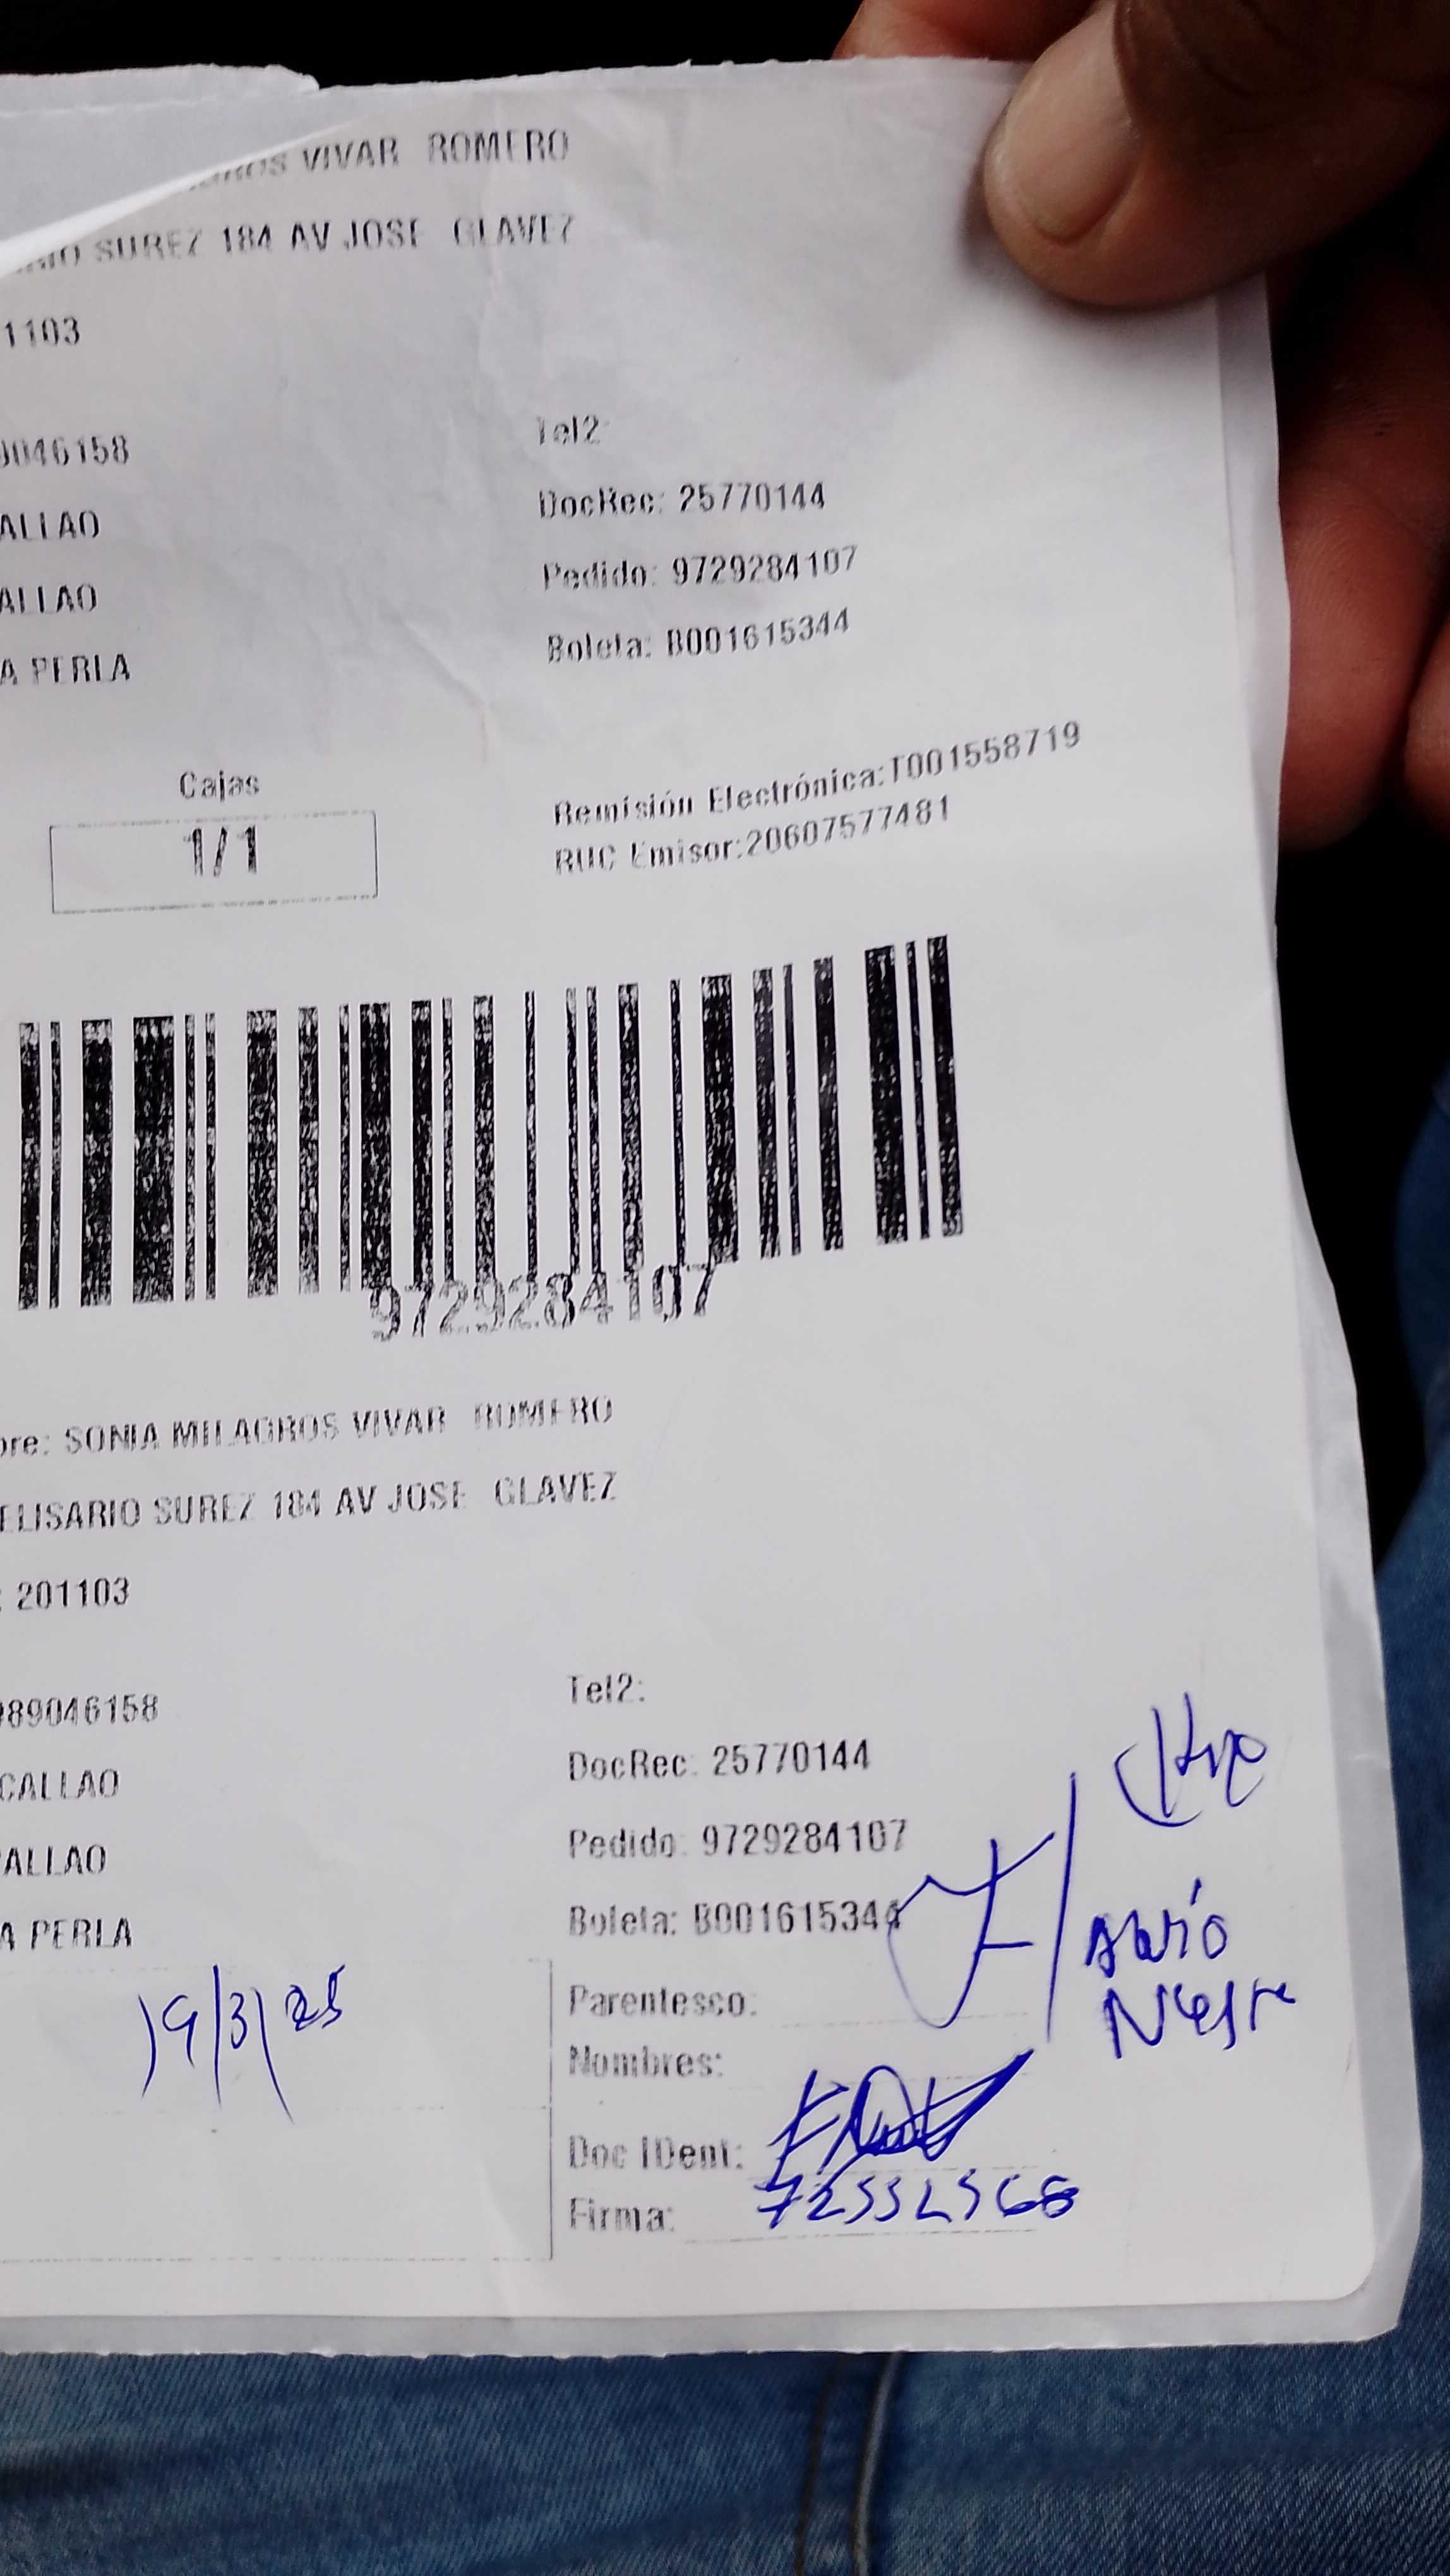 VIVAR ROMERO
SUREZ 184 AV JOSE GLAVEZ
1103
046158
Tel2:
DocRec: 25770144
ALLAO
Pedido: 9729284107
ALLAO
Boleta: B001615344
A PERLA
Cajas
1/1
Remisión Electrónica:T001558719
RUC Emisor:20607577481
9729284107
bre: SONIA MILAGROS VIVAR ROMERO
ELISARIO SUREZ 184 AV JOSE GLAVEZ
: 201103
989046158
Tel2:
DocRec: 25770144
CALLAO
Pedido: 9729284107
CALLAO
Boleta: B001615344
A PERLA
19/3/25
Parentesco:
Nombres:
Doc IDent:
Firma: